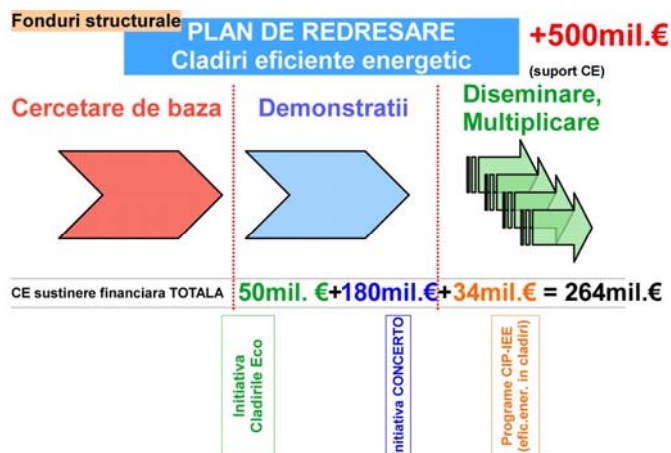 Fonduri structurale
PLAN DE REDRESARE
Cladiri eficiente energetic
+500mil.€
(suport CE)
Cercetare de baza
Demonstratii
Diseminare,
Multiplicare
CE sustinere financiara TOTALA
50mil. €+180mil.€+34mil.€ = 264mil.€
Initiativa
Cladirile Eco
Initiativa CONCERTO
Programe CIP-IEE
(efic.ener. in cladiri)